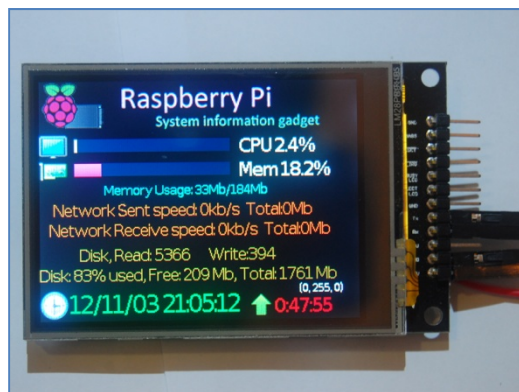 Raspberry Pi
System information gadget
CPU 2.4%
Mem 18.2%
Memory Usage: 33Mb/184Mb
Network Sent speed: 0kb/s Total:0Mb
Network Receive speed: 0kb/s Total:0Mb
Disk, Read: 5366 Write:394
Disk: 83% used, Free: 209 Mb, Total: 1761 Mb
(0, 255, 0)
12/11/03 21:05:12 0:47:55